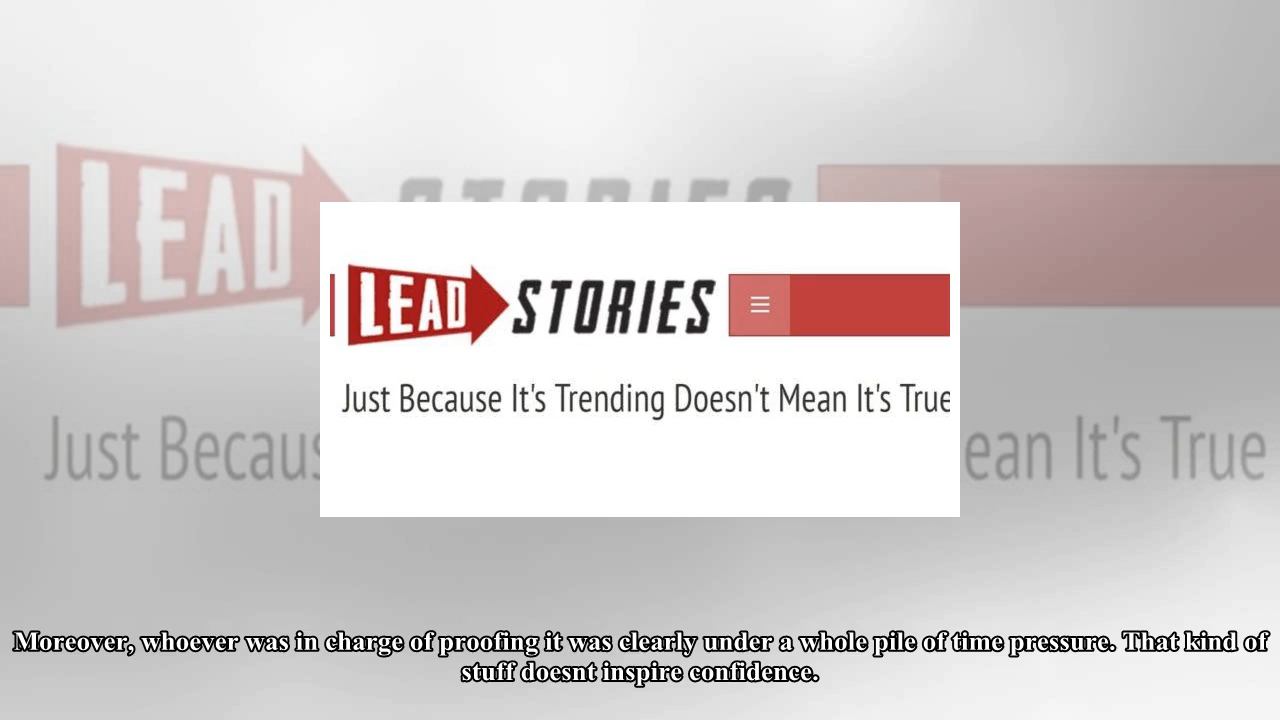 LEAD STORIES
Just Because It's Trending Doesn't Mean It's True
Moreover, whoever was in charge of proofing it was clearly under a whole pile of time pressure. That kind of
stuff doesnt inspire confidence.